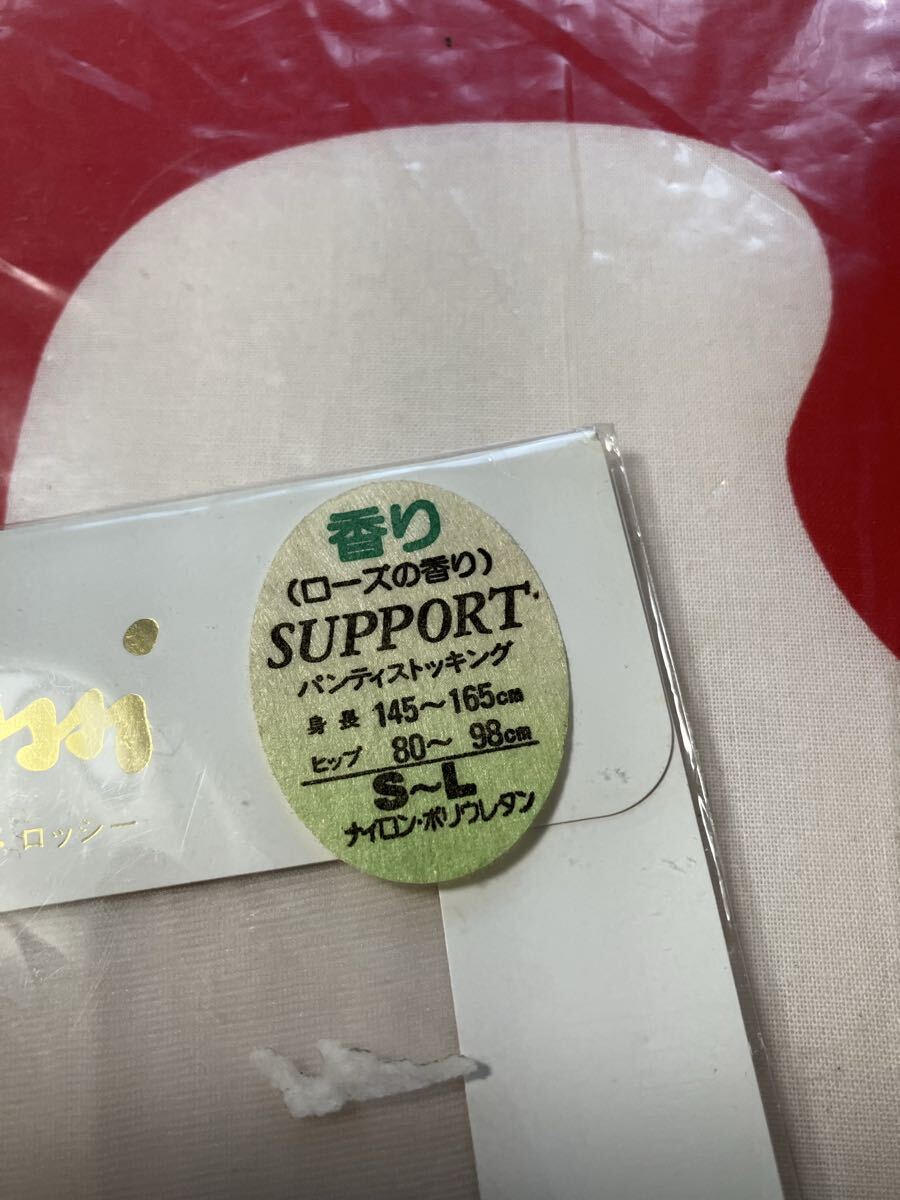 香り
(ローズの香り)
SUPPORT
パンティストッキング
身長 145〜165cm
ヒップ 80〜 98cm
S〜L
ナイロン・ポリウレタン
ロッシー